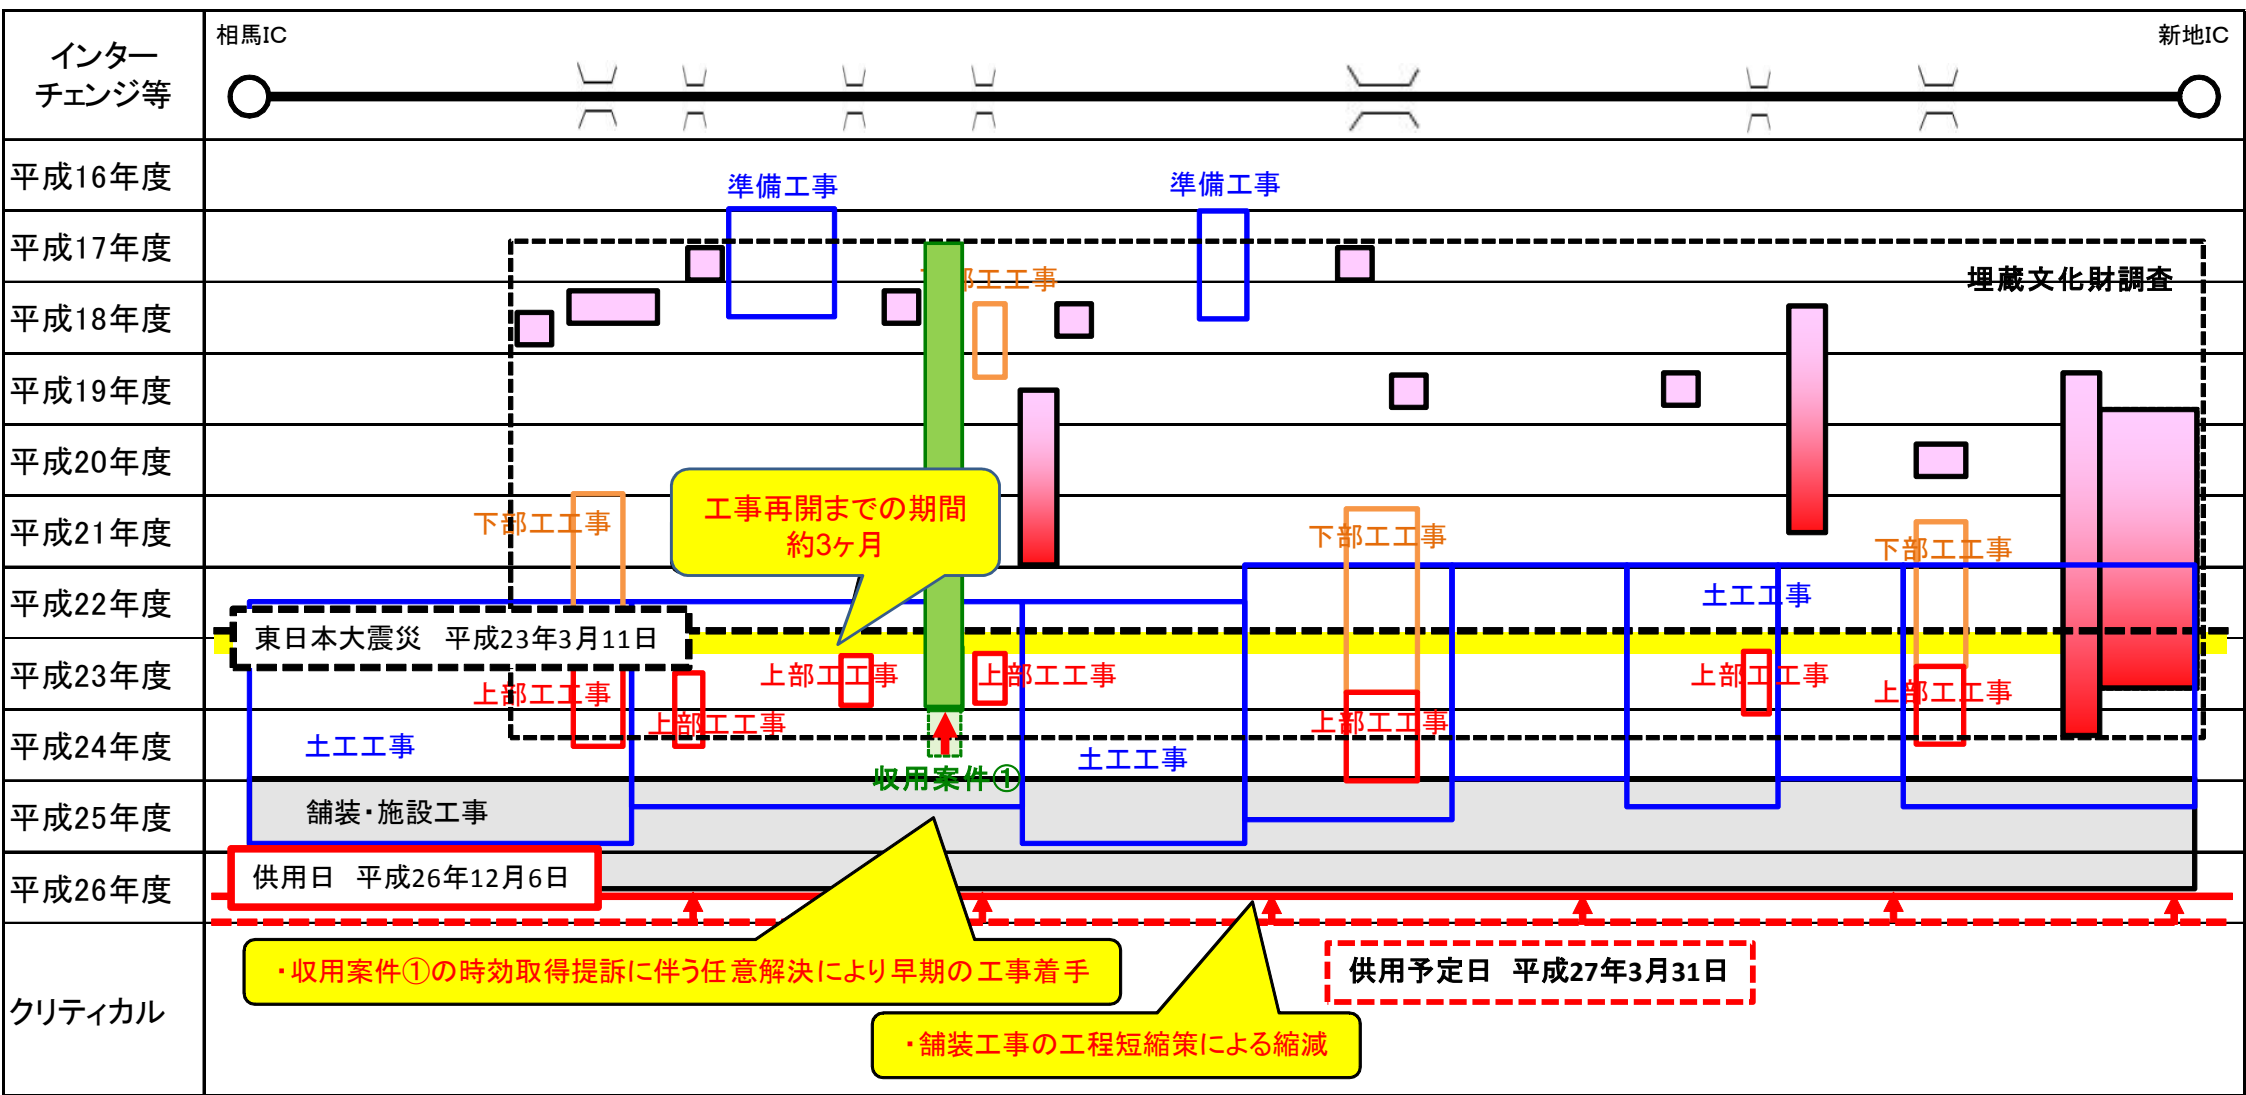 インター
チェンジ等
相馬IC
新地IC
平成16年度
準備工事
準備工事
平成17年度
部工工事
埋蔵文化財調査
平成18年度
平成19年度
平成20年度
工事再開までの期間
約3ヶ月
平成21年度
下部工工事
下部工工事
下部工工事
平成22年度
土工工事
東日本大震災　平成23年3月11日
平成23年度
上部工工事
上部工工事
上部工工事
上部工工事
上部工工事
上部工工事
上部工工事
平成24年度
土工工事
土工工事
収用案件①
平成25年度
舗装・施設工事
平成26年度
供用日　平成26年12月6日
クリティカル
・収用案件①の時効取得提訴に伴う任意解決により早期の工事着手
供用予定日　平成27年3月31日
・舗装工事の工程短縮策による縮減